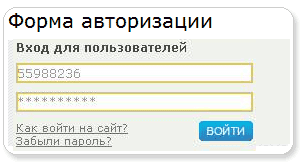 Форма авторизации
Вход для пользователей
55988236
**********
Как войти на сайт?
Забыли пароль?
ВОЙТИ